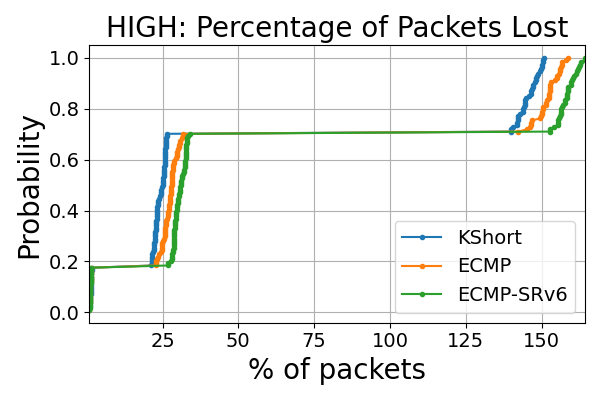 HIGH: Percentage of Packets Lost
Probability
1.0
0.8
0.6
0.4
0.2
0.0
KShort
ECMP
ECMP-SRv6
25 50 75 100 125 150
% of packets